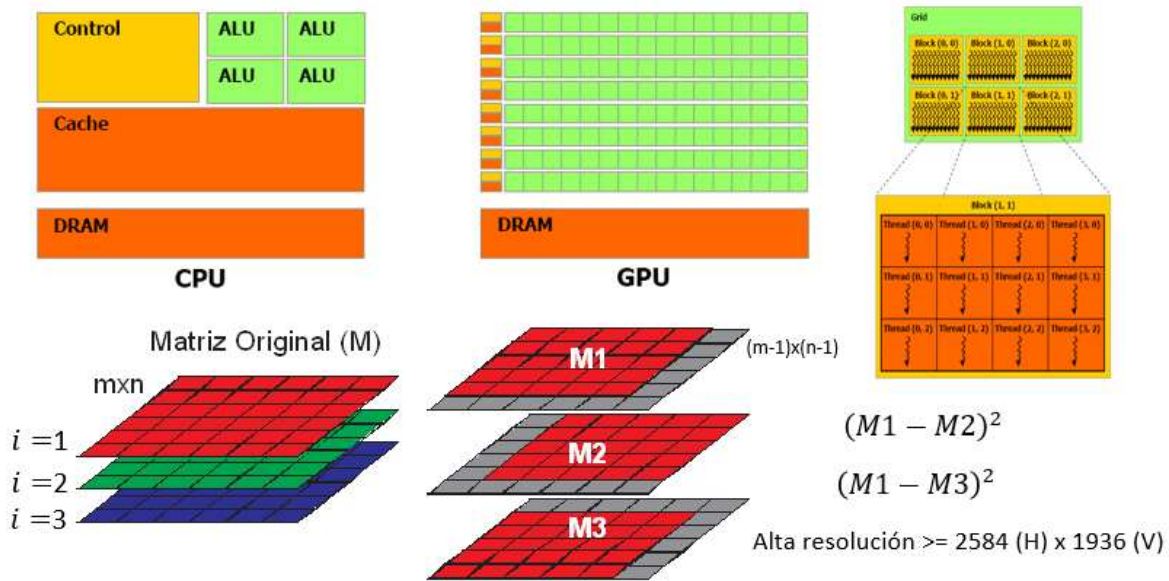 Control
ALU
ALU
ALU
ALU
Cache
DRAM
CPU
DRAM
GPU
Grid
Block (0, 0)
Block (1, 0)
Block (2, 0)
Block (0, 1)
Block (1, 1)
Block (2, 1)
Block (1, 1)
Thread (0, 0)
Thread (1, 0)
Thread (2, 0)
Thread (3, 0)
Thread (0, 1)
Thread (1, 1)
Thread (2, 1)
Thread (3, 1)
Thread (0, 2)
Thread (1, 2)
Thread (2, 2)
Thread (3, 2)
Matriz Original (M)
mxn
i =1
i =2
i =3
M1
(m-1)x(n-1)
M2
M3
(M1 − M2)²
(M1 − M3)²
Alta resolución >= 2584 (H) x 1936 (V)